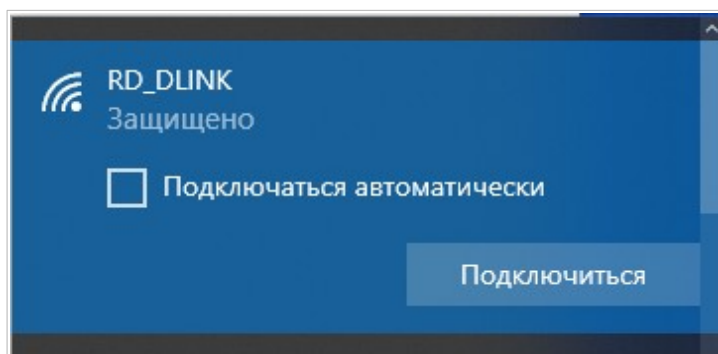 RD_DLINK
Защищено
Подключаться автоматически
Подключиться